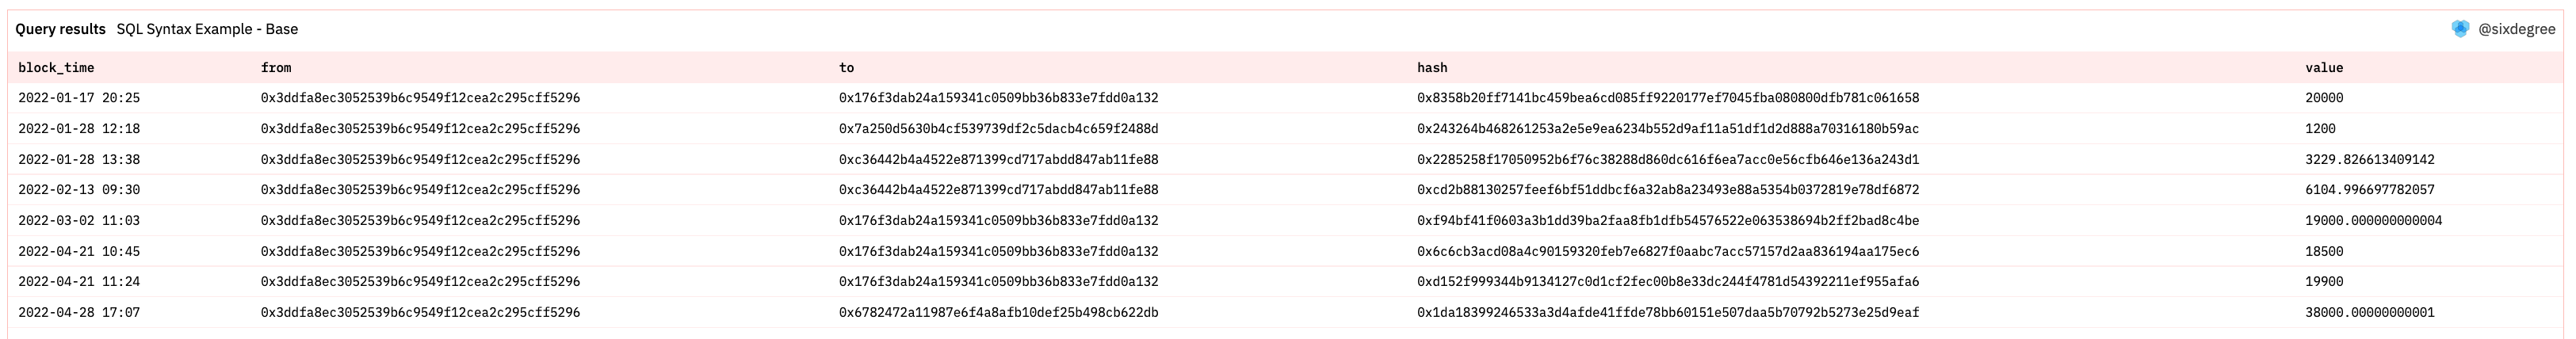 Query results SQL Syntax Example - Base @sixdegree
block_time from to hash value
2022-01-17 20:25 0x3ddfa8ec3052539b6c9549f12cea2c295cff5296 0x176f3dab24a159341c0509bb36b833e7fdd0a132 0x8358b20ff7141bc459bea6cd085ff9220177ef7045fba080800dfb781c061658 20000
2022-01-28 12:18 0x3ddfa8ec3052539b6c9549f12cea2c295cff5296 0x7a250d5630b4cf539739df2c5dacb4c659f2488d 0x243264b468261253a2e5e9ea6234b552d9af11a51df1d2d888a70316180b59ac 1200
2022-01-28 13:38 0x3ddfa8ec3052539b6c9549f12cea2c295cff5296 0xc36442b4a4522e871399cd717abdd847ab11fe88 0x2285258f17050952b6f76c38288d860dc616f6ea7acc0e56cfb646e136a243d1 3229.826613409142
2022-02-13 09:30 0x3ddfa8ec3052539b6c9549f12cea2c295cff5296 0xc36442b4a4522e871399cd717abdd847ab11fe88 0xcd2b88130257feef6bf51ddbcf6a32ab8a23493e88a5354b0372819e78df6872 6104.996697782057
2022-03-02 11:03 0x3ddfa8ec3052539b6c9549f12cea2c295cff5296 0x176f3dab24a159341c0509bb36b833e7fdd0a132 0xf94bf41f0603a3b1dd39ba2faa8fb1dfb54576522e063538694b2ff2bad8c4be 19000.000000000004
2022-04-21 10:45 0x3ddfa8ec3052539b6c9549f12cea2c295cff5296 0x176f3dab24a159341c0509bb36b833e7fdd0a132 0x6c6cb3acd08a4c90159320feb7e6827f0aabc7acc57157d2aa836194aa175ec6 18500
2022-04-21 11:24 0x3ddfa8ec3052539b6c9549f12cea2c295cff5296 0x176f3dab24a159341c0509bb36b833e7fdd0a132 0xd152f999344b9134127c0d1cf2fec00b8e33dc244f4781d54392211ef955afa6 19900
2022-04-28 17:07 0x3ddfa8ec3052539b6c9549f12cea2c295cff5296 0x6782472a11987e6f4a8afb10def25b498cb622db 0x1da18399246533a3d4afde41ffde78bb60151e507daa5b70792b5273e25d9eaf 38000.00000000001